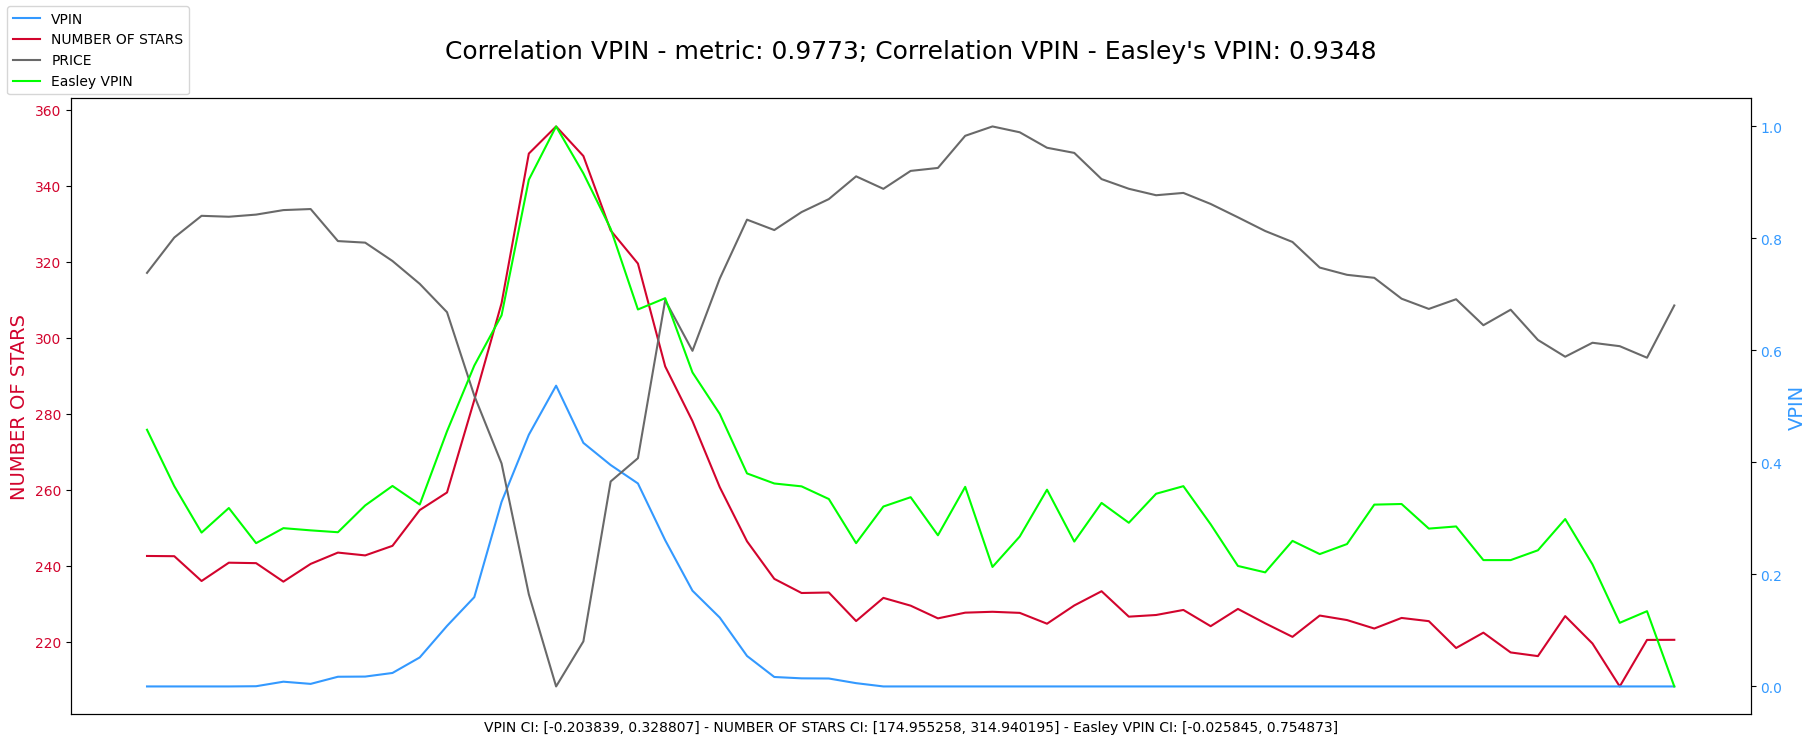 VPIN
NUMBER OF STARS
PRICE
Easley VPIN
Correlation VPIN - metric: 0.9773; Correlation VPIN - Easley's VPIN: 0.9348
NUMBER OF STARS
360
340
320
300
280
260
240
220
1.0
0.8
0.6
0.4
0.2
0.0
VPIN
VPIN CI: [-0.203839, 0.328807] - NUMBER OF STARS CI: [174.955258, 314.940195] - Easley VPIN CI: [-0.025845, 0.754873]